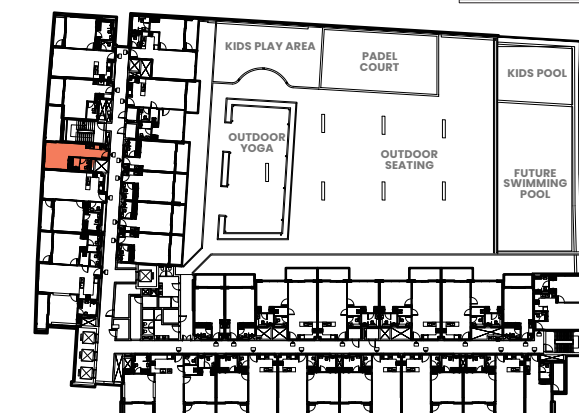 KIDS PLAY AREA
PADEL
COURT
KIDS POOL
OUTDOOR
YOGA
OUTDOOR
SEATING
FUTURE
SWIMMING
POOL